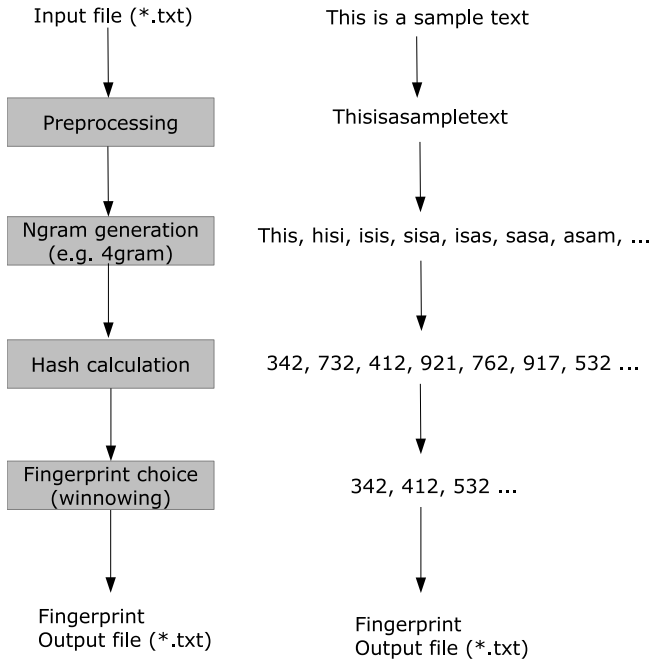 Input file (*.txt)
Preprocessing
Ngram generation
(e.g. 4gram)
Hash calculation
Fingerprint choice
(winnowing)
Fingerprint
Output file (*.txt)
This is a sample text
Thisisasampletext
This, hisi, isis, sisa, isas, sasa, asam, ...
342, 732, 412, 921, 762, 917, 532 ...
342, 412, 532 ...
Fingerprint
Output file (*.txt)